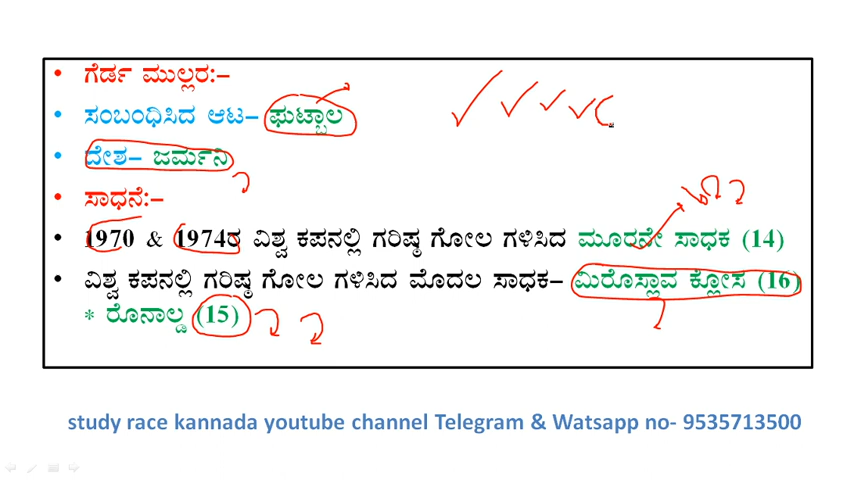 • ಗೆರ್ಡ ಮುಲ್ಲರ:–
• ಸಂಬಂಧಿಸಿದ ಆಟ– ಫುಟ್ಬಾಲ
• ದೇಶ– ಜರ್ಮನಿ
• ಸಾಧನೆ:–
• 1970 & 1974ರ ವಿಶ್ವ ಕಪನಲ್ಲಿ ಗರಿಷ್ಠ ಗೋಲ ಗಳಿಸಿದ ಮೂರನೇ ಸಾಧಕ (14)
• ವಿಶ್ವ ಕಪನಲ್ಲಿ ಗರಿಷ್ಠ ಗೋಲ ಗಳಿಸಿದ ಮೊದಲ ಸಾಧಕ– ಮಿರೊಸ್ಲಾವ ಕ್ಲೋಸ (16)
* ರೊನಾಲ್ಡ (15)
study race kannada youtube channel Telegram & Watsapp no- 9535713500